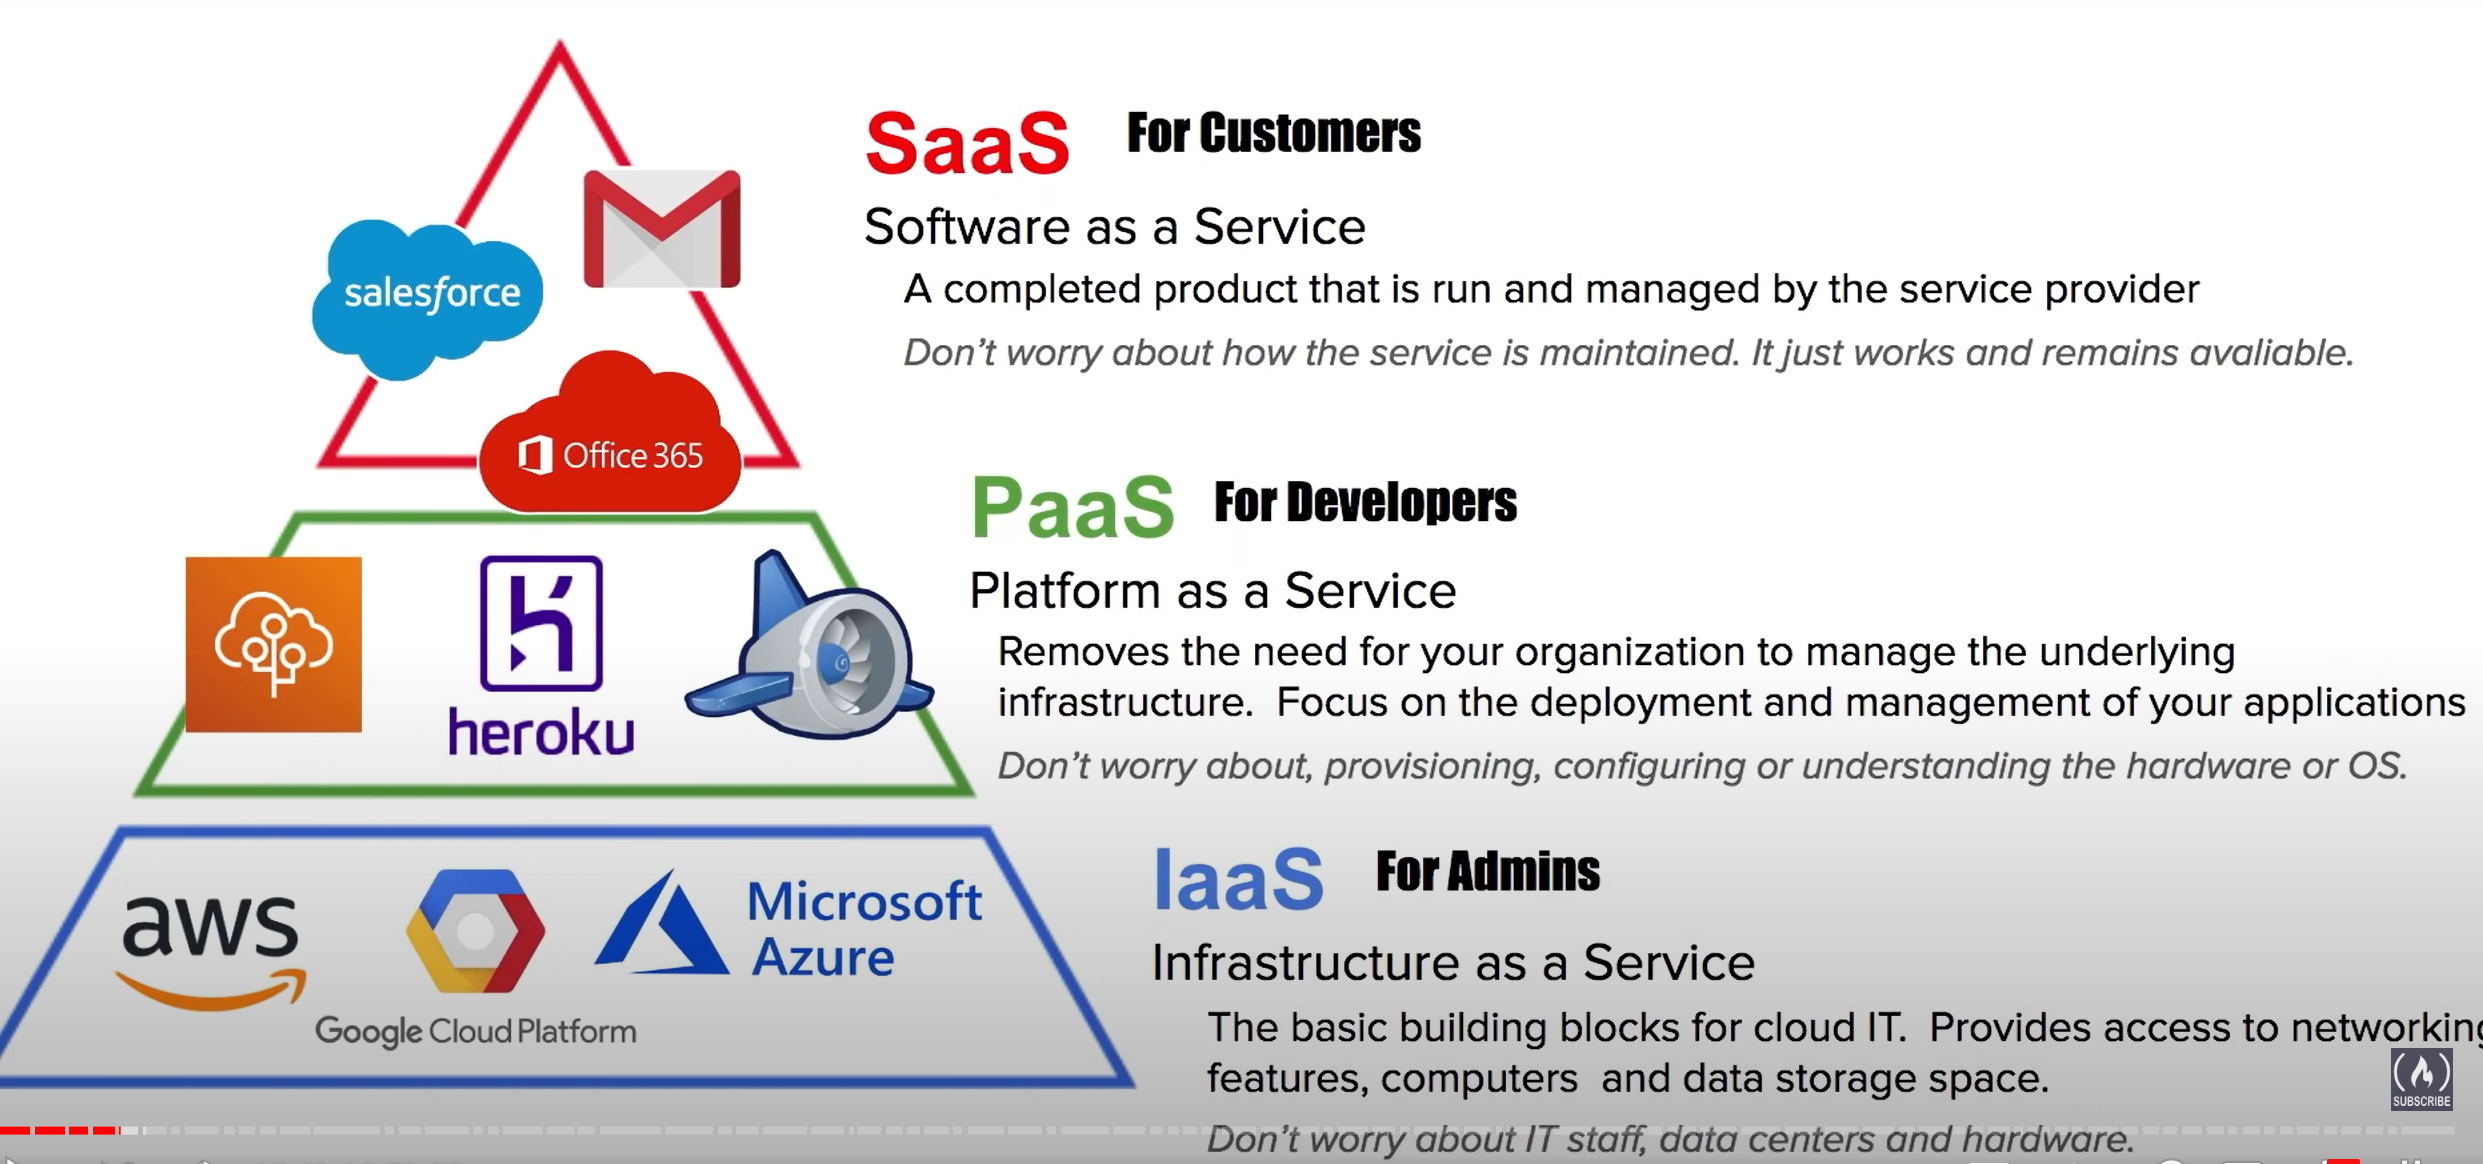 SaaS For Customers
Software as a Service
A completed product that is run and managed by the service provider
Don't worry about how the service is maintained. It just works and remains avaliable.
salesforce
Office 365
PaaS For Developers
Platform as a Service
Removes the need for your organization to manage the underlying
infrastructure. Focus on the deployment and management of your applications
Don't worry about, provisioning, configuring or understanding the hardware or OS.
heroku
IaaS For Admins
Infrastructure as a Service
The basic building blocks for cloud IT. Provides access to networking
features, computers and data storage space.
Don't worry about IT staff, data centers and hardware.
aws
Google Cloud Platform
Microsoft
Azure
SUBSCRIBE